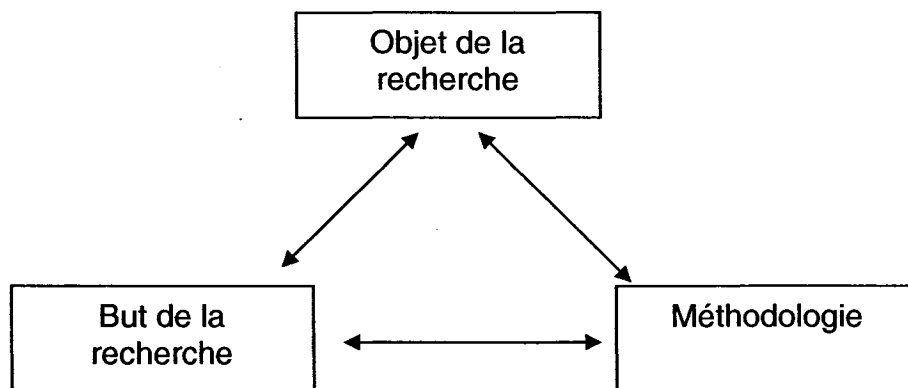 Objet de la
recherche
But de la
recherche
Méthodologie